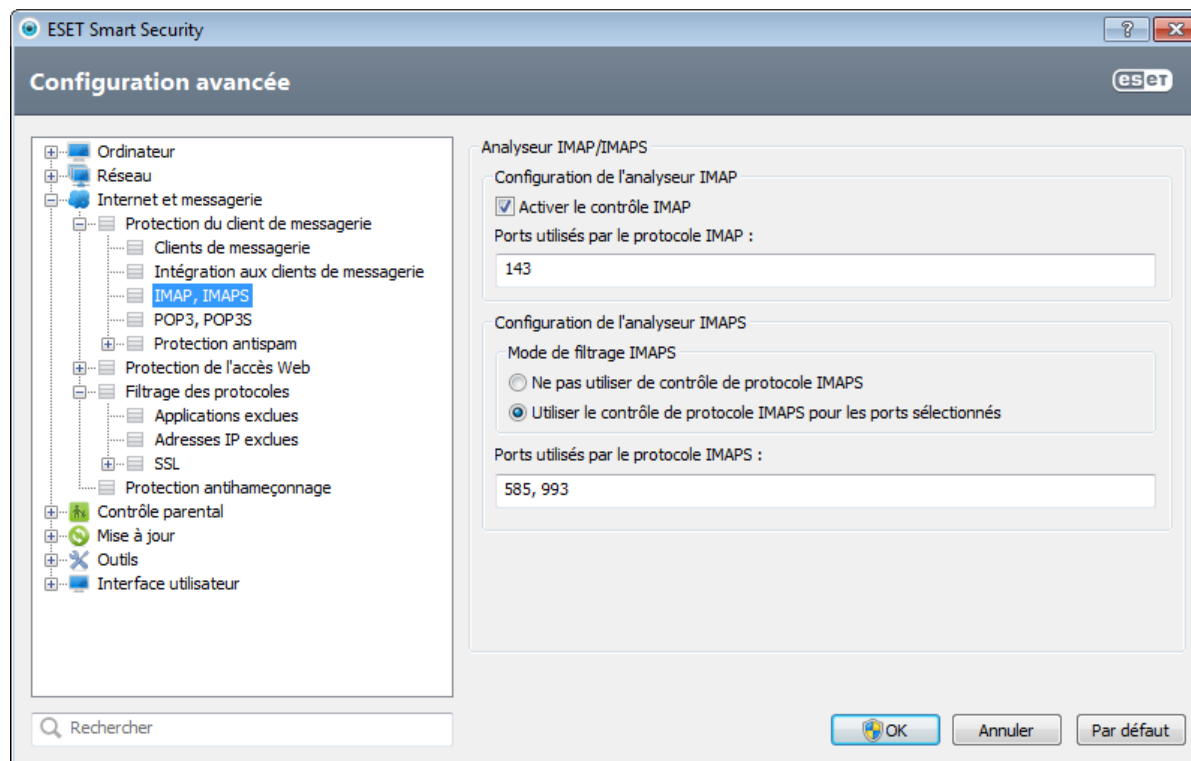 ESET Smart Security
?
Configuration avancée
eseT
Ordinateur
Réseau
Internet et messagerie
Protection du client de messagerie
Clients de messagerie
Intégration aux clients de messagerie
IMAP, IMAPS
POP3, POP3S
Protection antispam
Protection de l'accès Web
Filtrage des protocoles
Applications exclues
Adresses IP exclues
SSL
Protection antihameçonnage
Contrôle parental
Mise à jour
Outils
Interface utilisateur
Analyseur IMAP/IMAPS
Configuration de l'analyseur IMAP
Activer le contrôle IMAP
Ports utilisés par le protocole IMAP :
143
Configuration de l'analyseur IMAPS
Mode de filtrage IMAPS
Ne pas utiliser de contrôle de protocole IMAPS
Utiliser le contrôle de protocole IMAPS pour les ports sélectionnés
Ports utilisés par le protocole IMAPS :
585, 993
Rechercher
OK
Annuler
Par défaut